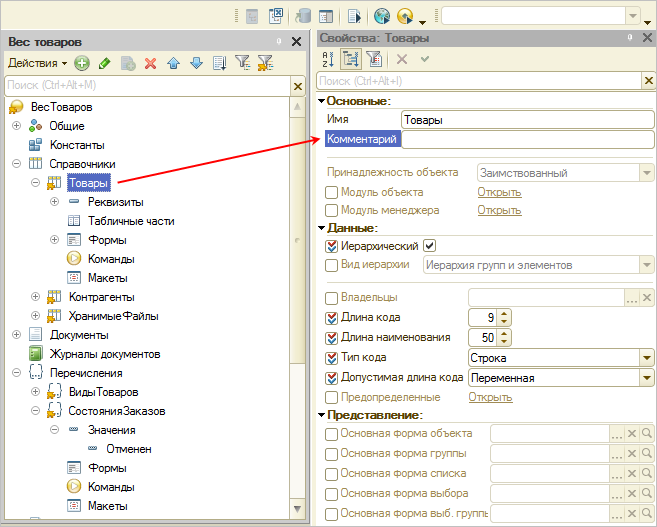 Вес товаров
Действия
Поиск (Ctrl+Alt+M)
ВесТоваров
Общие
Константы
Справочники
Товары
Реквизиты
Табличные части
Формы
Команды
Макеты
Контрагенты
ХранимыеФайлы
Документы
Журналы документов
Перечисления
ВидыТоваров
СостоянияЗаказов
Значения
Отменен
Формы
Команды
Макеты
Свойства: Товары
Поиск (Ctrl+Alt+I)
Основные:
Имя Товары
Комментарий
Принадлежность объекта Заимствованный
Модуль объекта Открыть
Модуль менеджера Открыть
Данные:
Иерархический
Вид иерархии Иерархия групп и элементов
Владельцы ...
Длина кода 9
Длина наименования 50
Тип кода Строка
Допустимая длина кода Переменная
Предопределенные Открыть
Представление:
Основная форма объекта ...
Основная форма группы ...
Основная форма списка ...
Основная форма выбора ...
Основная форма выб. группы ...